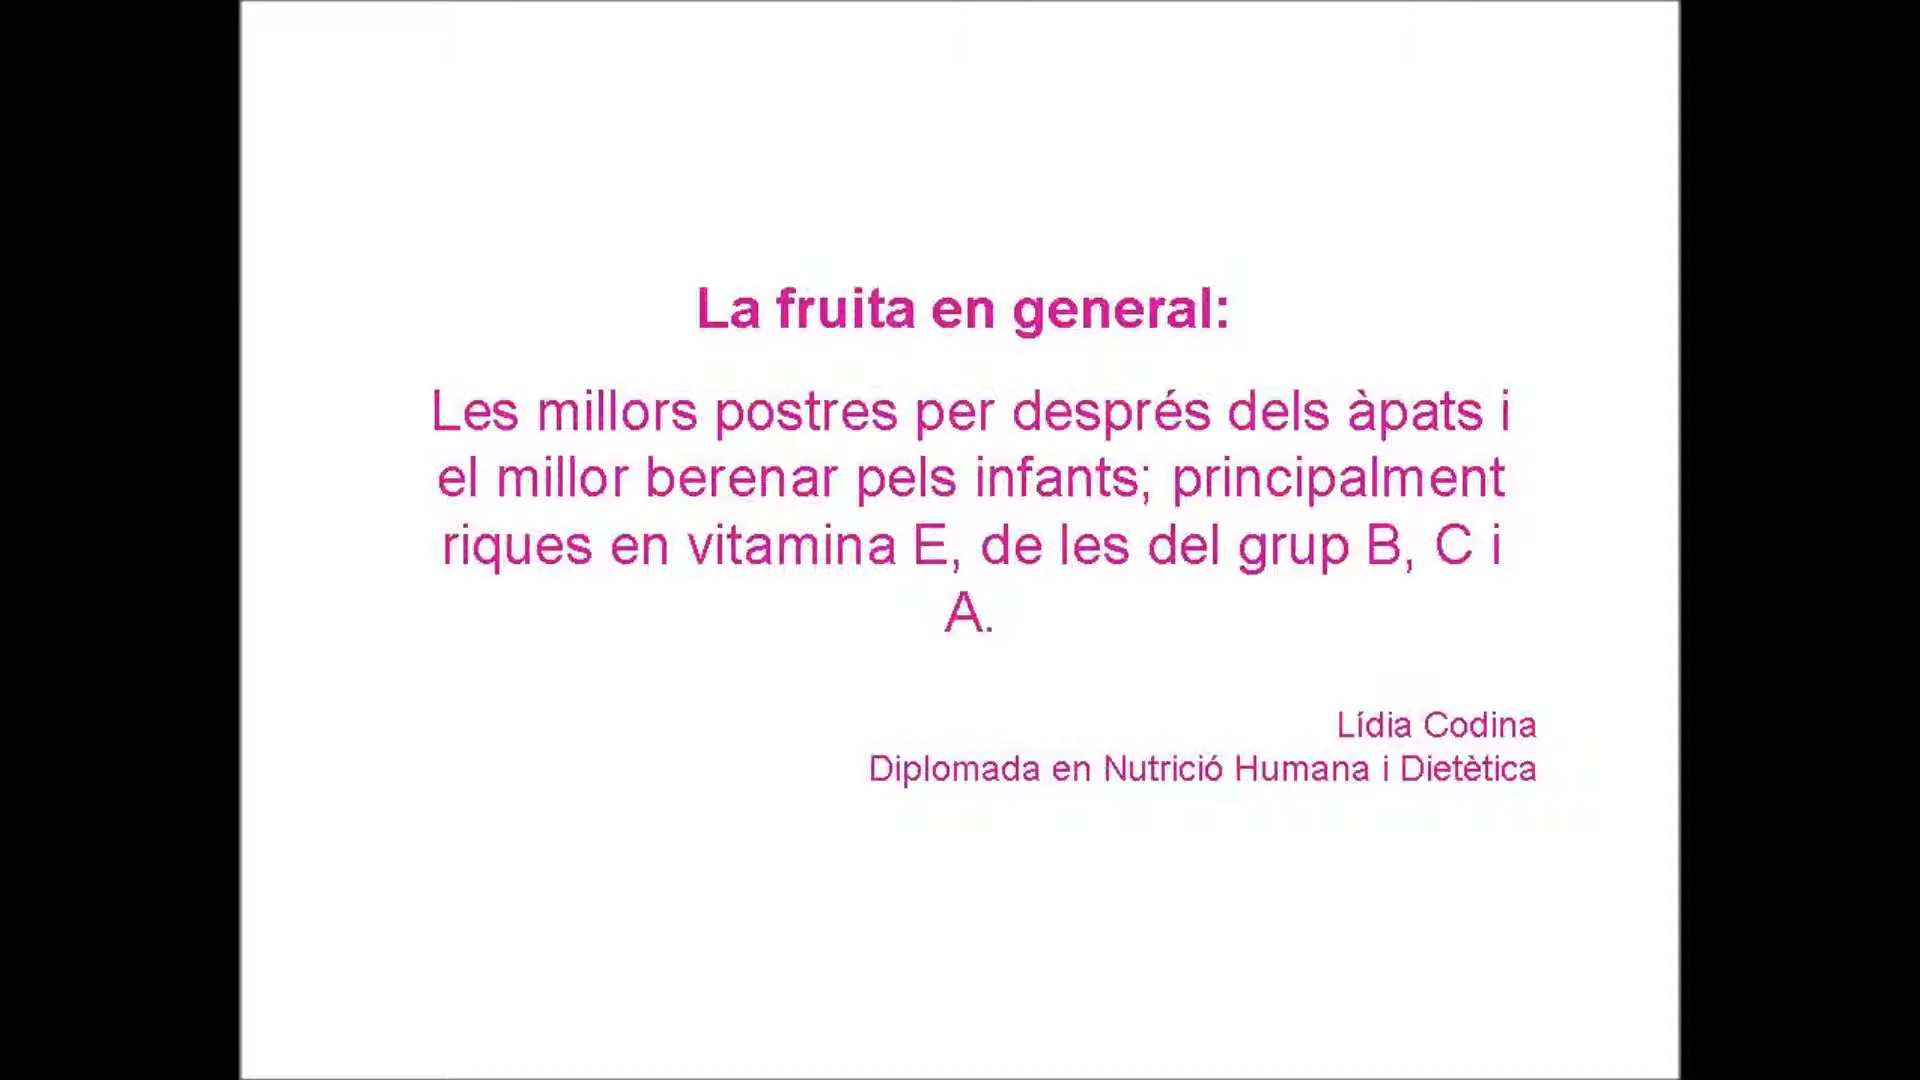 La fruita en general:
Les millors postres per després dels àpats i
el millor berenar pels infants; principalment
riques en vitamina E, de les del grup B, C i
A.
Lídia Codina
Diplomada en Nutrició Humana i Dietètica